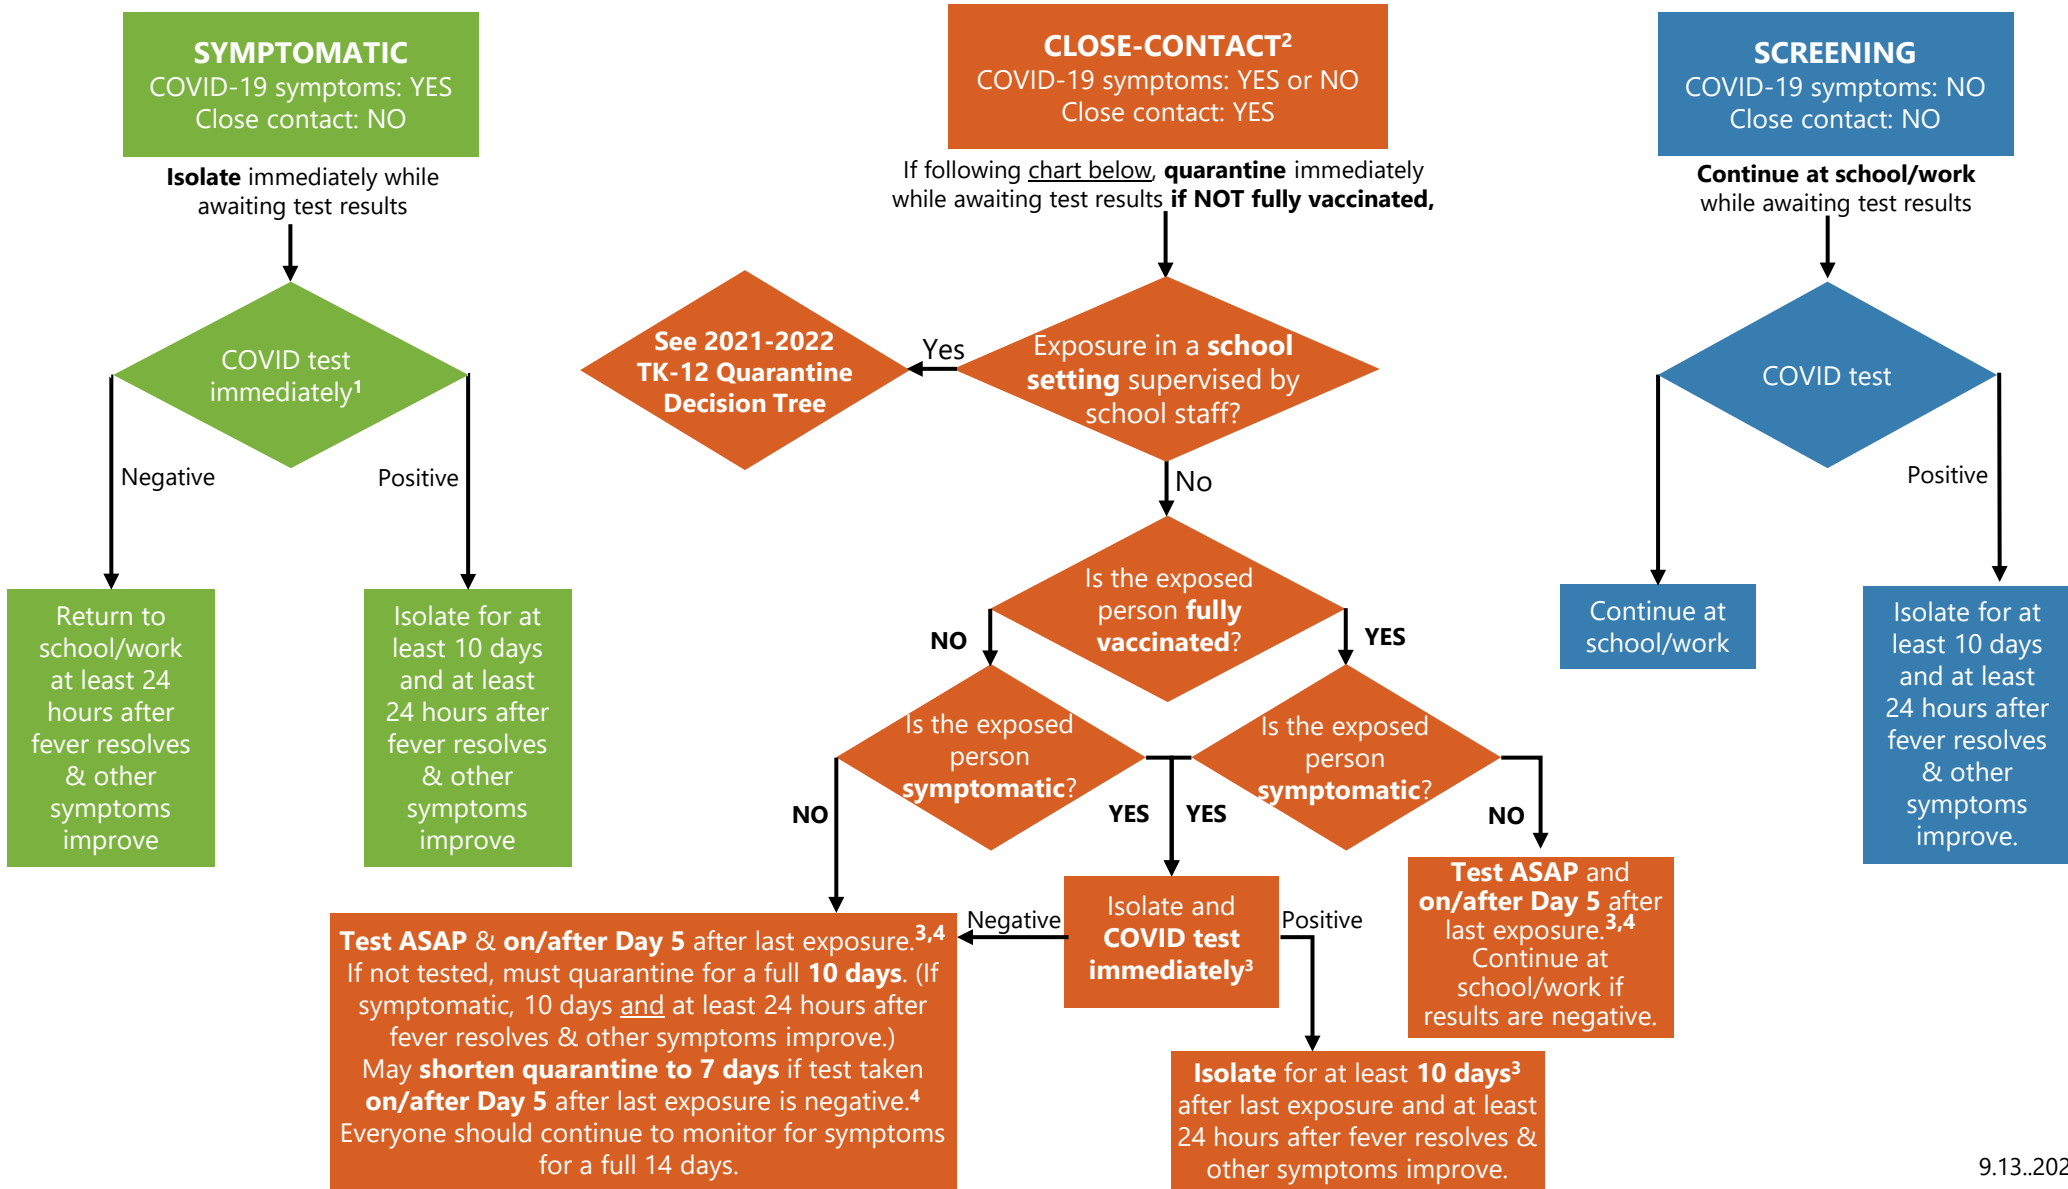 SYMPTOMATIC
COVID-19 symptoms: YES
Close contact: NO
Isolate immediately while
awaiting test results
COVID test
immediately1
Negative
Positive
Return to
school/work
at least 24
hours after
fever resolves
& other
symptoms
improve
Isolate for at
least 10 days
and at least
24 hours after
fever resolves
& other
symptoms
improve
CLOSE-CONTACT2
COVID-19 symptoms: YES or NO
Close contact: YES
If following chart below, quarantine immediately
while awaiting test results if NOT fully vaccinated,
Exposure in a school
setting supervised by
school staff?
Yes
See 2021-2022
TK-12 Quarantine
Decision Tree
No
Is the exposed
person fully
vaccinated?
NO
YES
Is the exposed
person
symptomatic?
Is the exposed
person
symptomatic?
NO
YES
YES
NO
Test ASAP & on/after Day 5 after last exposure.3,4
If not tested, must quarantine for a full 10 days. (If
symptomatic, 10 days and at least 24 hours after
fever resolves & other symptoms improve.)
May shorten quarantine to 7 days if test taken
on/after Day 5 after last exposure is negative.4
Everyone should continue to monitor for symptoms
for a full 14 days.
Negative
Isolate and
COVID test
immediately3
Positive
Test ASAP and
on/after Day 5 after
last exposure.3,4
Continue at
school/work if
results are negative.
Isolate for at least 10 days3
after last exposure and at least
24 hours after fever resolves &
other symptoms improve.
SCREENING
COVID-19 symptoms: NO
Close contact: NO
Continue at school/work
while awaiting test results
COVID test
Positive
Continue at
school/work
Isolate for at
least 10 days
and at least
24 hours after
fever resolves
& other
symptoms
improve.
9.13..202